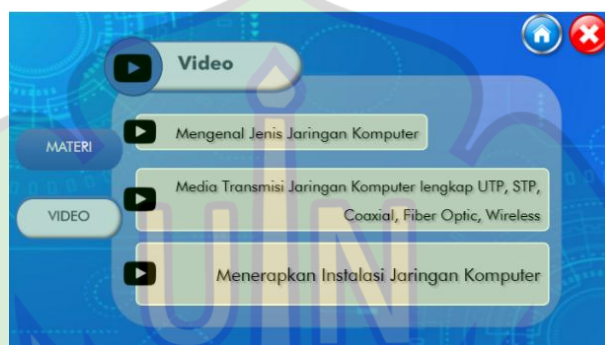 Video
MATERI
VIDEO
Mengenal Jenis Jaringan Komputer
Media Transmisi Jaringan Komputer lengkap UTP, STP,
Coaxial, Fiber Optic, Wireless
Menerapkan Instalasi Jaringan Komputer
UIN